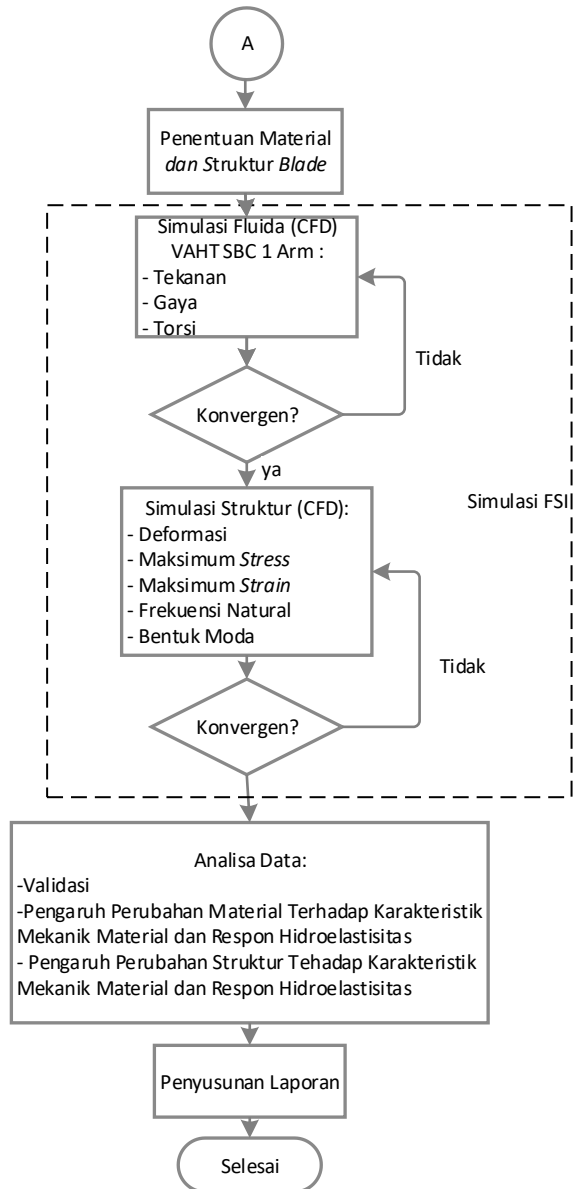 A
Penentuan Material
dan Struktur Blade
Simulasi Fluida (CFD)
VAHT SBC 1 Arm :
- Tekanan
- Gaya
- Torsi
Tidak
Konvergen?
ya
Simulasi FSI
Simulasi Struktur (CFD):
- Deformasi
- Maksimum Stress
- Maksimum Strain
- Frekuensi Natural
- Bentuk Moda
Tidak
Konvergen?
Analisa Data:
-Validasi
-Pengaruh Perubahan Material Terhadap Karakteristik
Mekanik Material dan Respon Hidroelastisitas
- Pengaruh Perubahan Struktur Tehadap Karakteristik
Mekanik Material dan Respon Hidroelastisitas
Penyusunan Laporan
Selesai